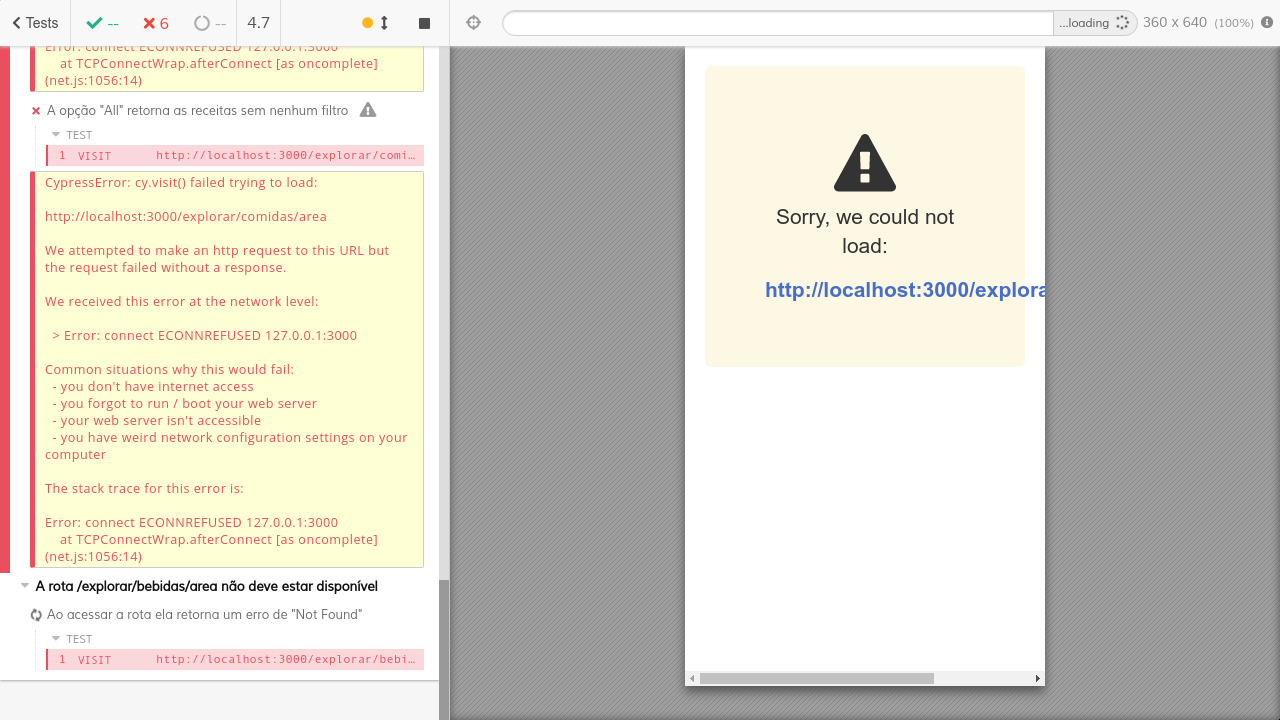 Tests
--
6
--
4.7
...loading
360 x 640 (100%)
Error: connect ECONNREFUSED 127.0.0.1:3000
at TCPConnectWrap.afterConnect [as oncomplete]
(net.js:1056:14)
A opção "All" retorna as receitas sem nenhum filtro
TEST
1 VISIT http://localhost:3000/explorar/comi…
CypressError: cy.visit() failed trying to load:
http://localhost:3000/explorar/comidas/area
We attempted to make an http request to this URL but
the request failed without a response.
We received this error at the network level:
> Error: connect ECONNREFUSED 127.0.0.1:3000
Common situations why this would fail:
- you don't have internet access
- you forgot to run / boot your web server
- your web server isn't accessible
- you have weird network configuration settings on your
computer
The stack trace for this error is:
Error: connect ECONNREFUSED 127.0.0.1:3000
at TCPConnectWrap.afterConnect [as oncomplete]
(net.js:1056:14)
A rota /explorar/bebidas/area não deve estar disponível
Ao acessar a rota ela retorna um erro de "Not Found"
TEST
1 VISIT http://localhost:3000/explorar/bebi…
Sorry, we could not
load:
http://localhost:3000/explora